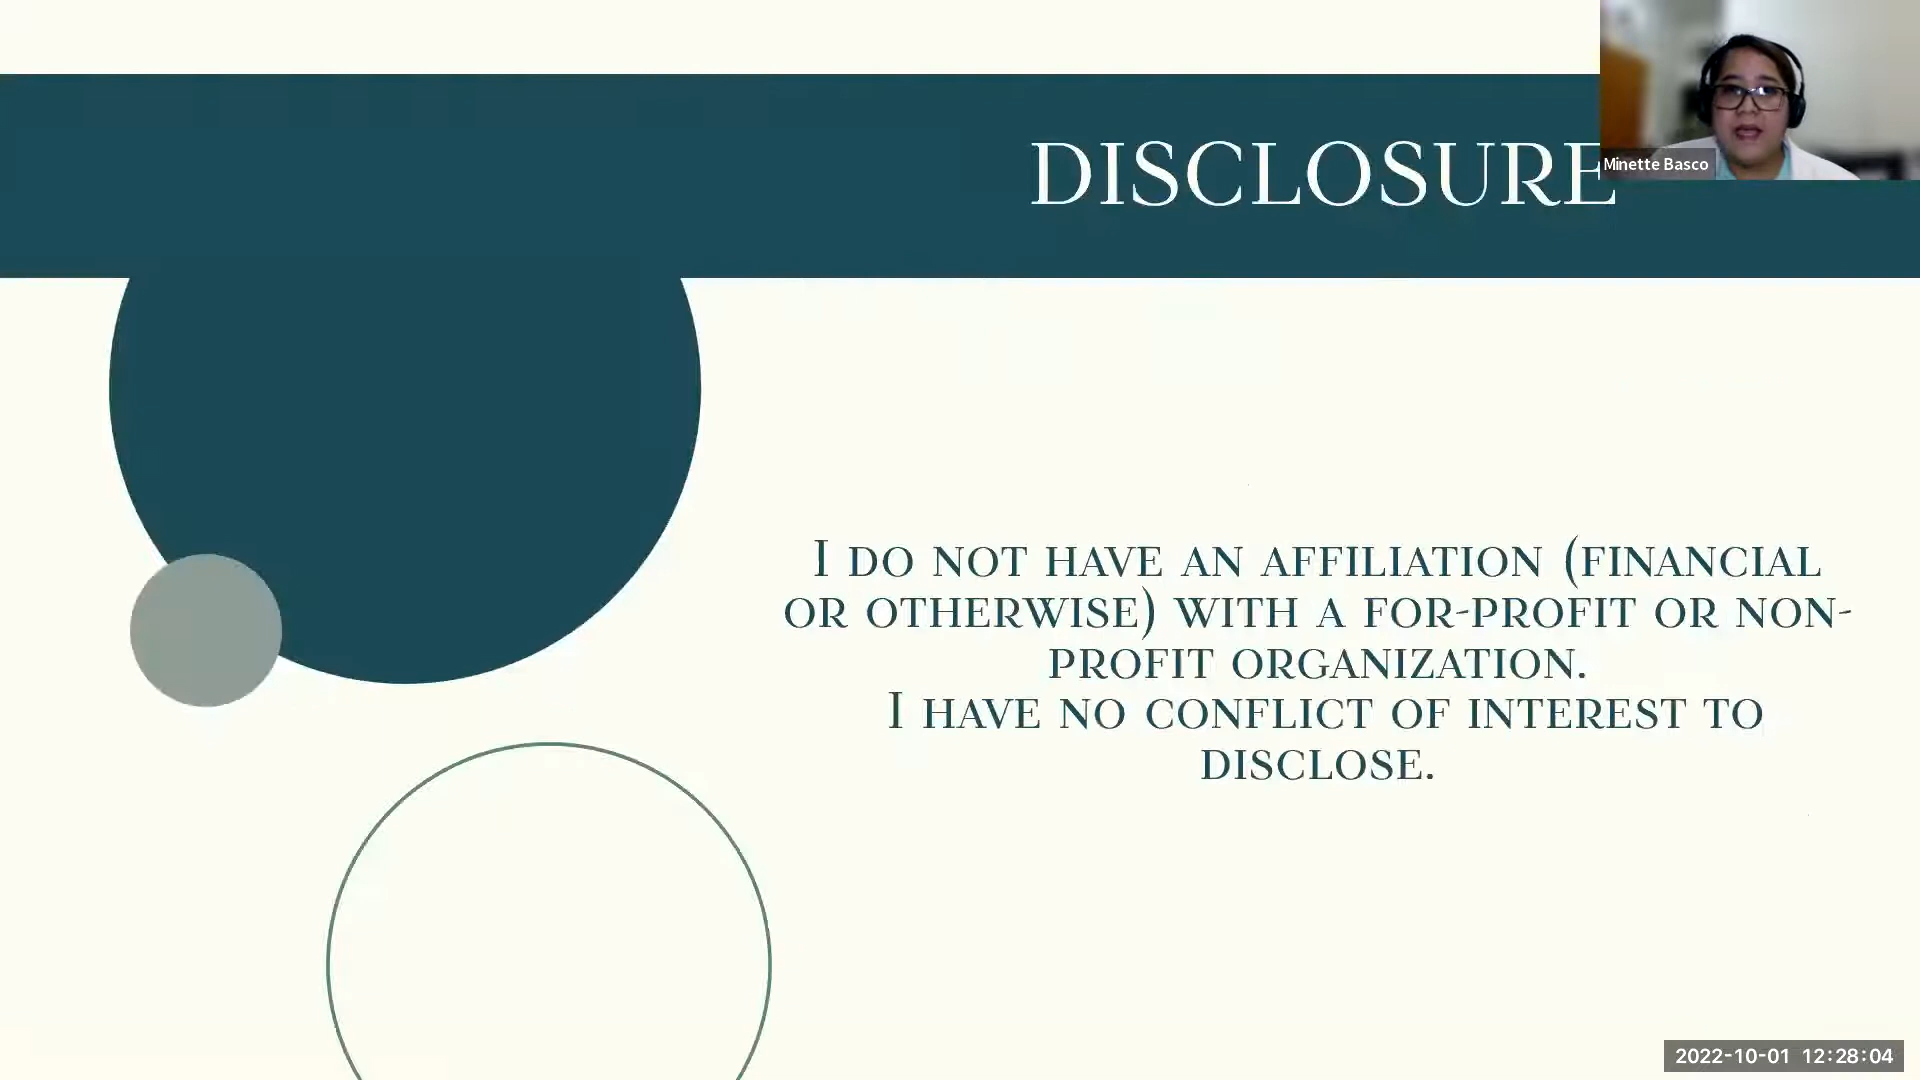 DISCLOSURE
Minette Basco
I DO NOT HAVE AN AFFILIATION (FINANCIAL
OR OTHERWISE) WITH A FOR-PROFIT OR NON-
PROFIT ORGANIZATION.
I HAVE NO CONFLICT OF INTEREST TO
DISCLOSE.
2022-10-01 12:28:04